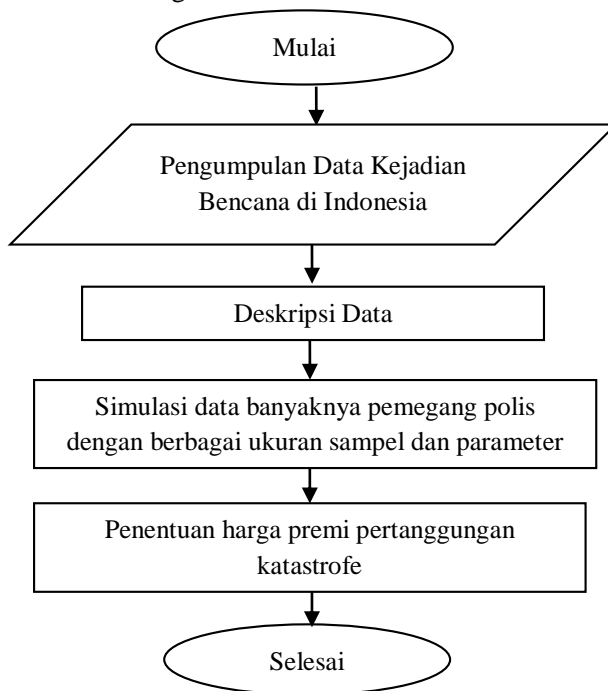 Mulai
Pengumpulan Data Kejadian
Bencana di Indonesia
Deskripsi Data
Simulasi data banyaknya pemegang polis
dengan berbagai ukuran sampel dan parameter
Penentuan harga premi pertanggungan
katastrofe
Selesai